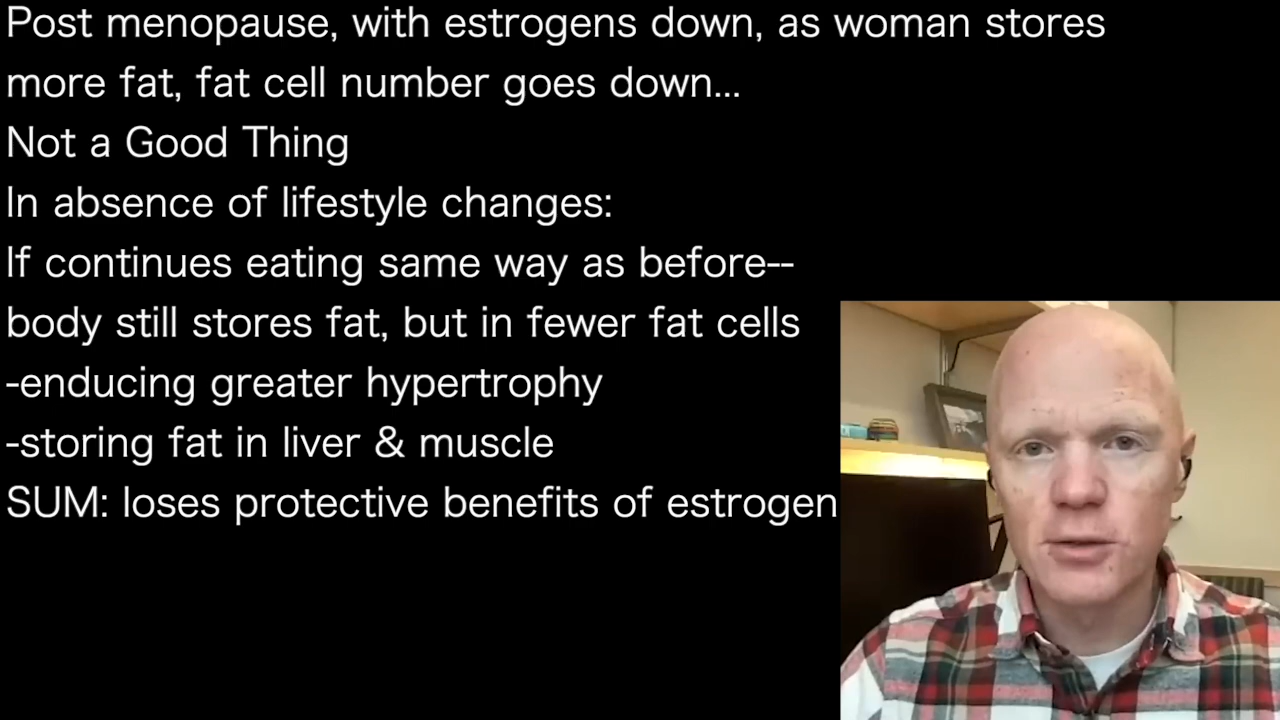 Post menopause, with estrogens down, as woman stores
more fat, fat cell number goes down...
Not a Good Thing
In absence of lifestyle changes:
If continues eating same way as before--
body still stores fat, but in fewer fat cells
-enducing greater hypertrophy
-storing fat in liver & muscle
SUM: loses protective benefits of estrogen